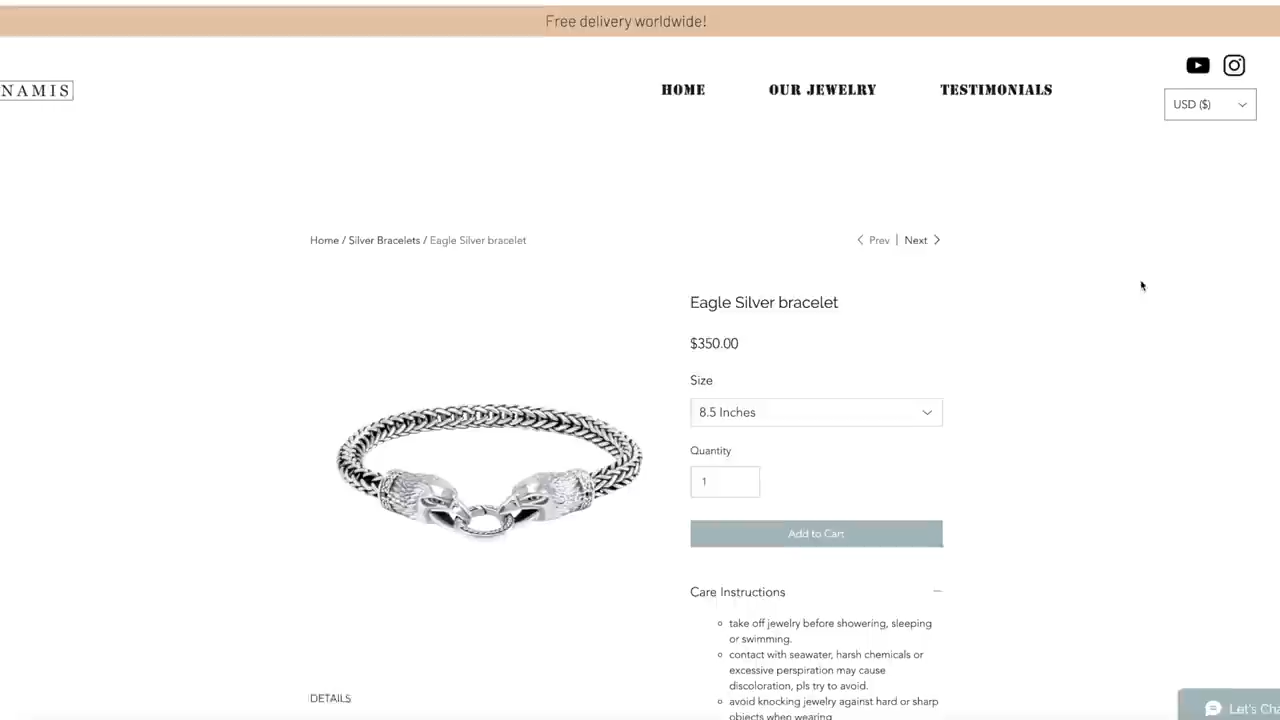 Free delivery worldwide!
NAMIS
HOME
OUR JEWELRY
TESTIMONIALS
USD ($)
Home / Silver Bracelets / Eagle Silver bracelet
Prev | Next
Eagle Silver bracelet
$350.00
Size
8.5 Inches
Quantity
1
Add to Cart
Care Instructions
take off jewelry before showering, sleeping
or swimming.
contact with seawater, harsh chemicals or
excessive perspiration may cause
discoloration, pls try to avoid.
avoid knocking jewelry against hard or sharp
objects when wearing
DETAILS
Let's Cha